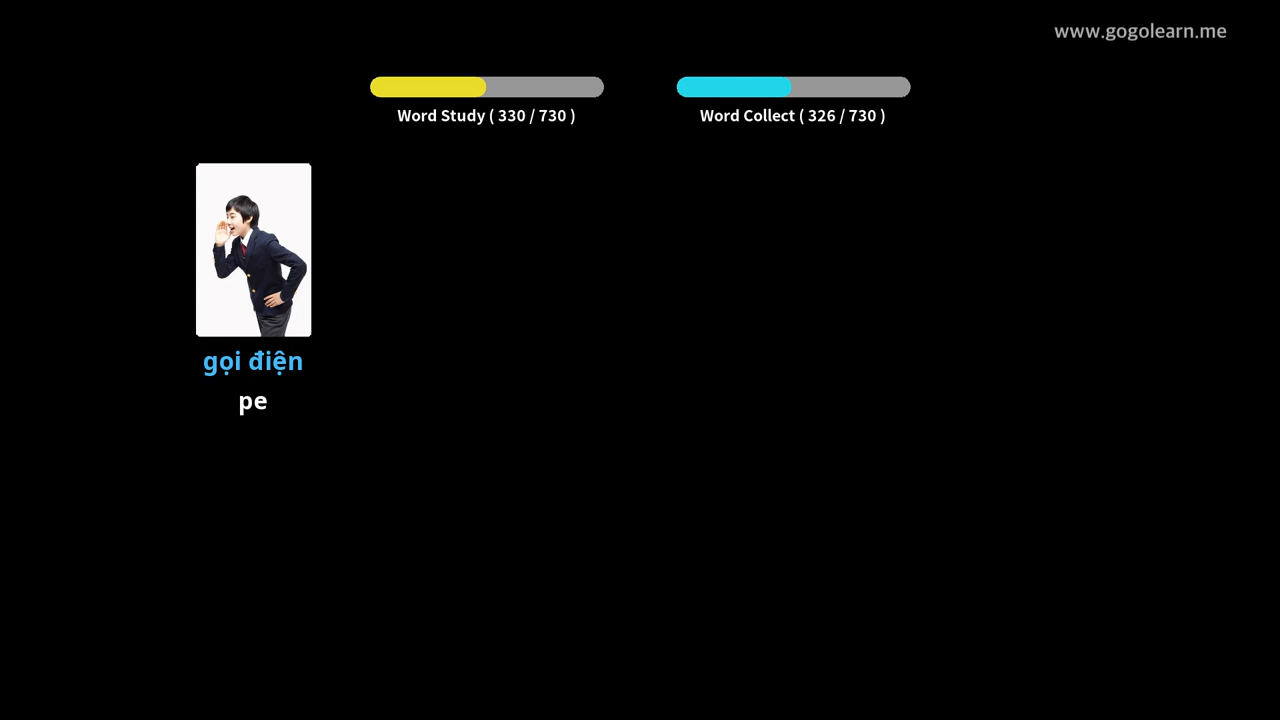 www.gogolearn.me
Word Study ( 330 / 730 )
Word Collect ( 326 / 730 )
gọi điện
pe